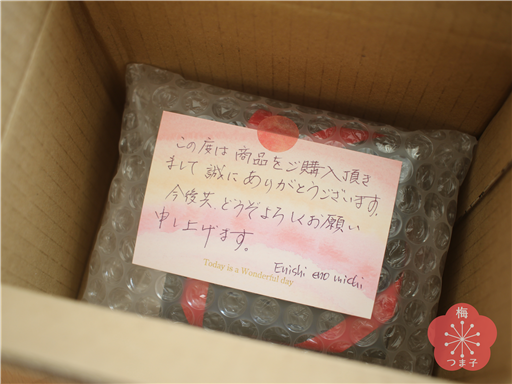 この度は商品をご購入頂き
まして誠にありがとうございます.
今後共、どうぞよろしくお願い
申し上げます。
Today is a Wonderful day
Enishi eno michi
梅
つま子